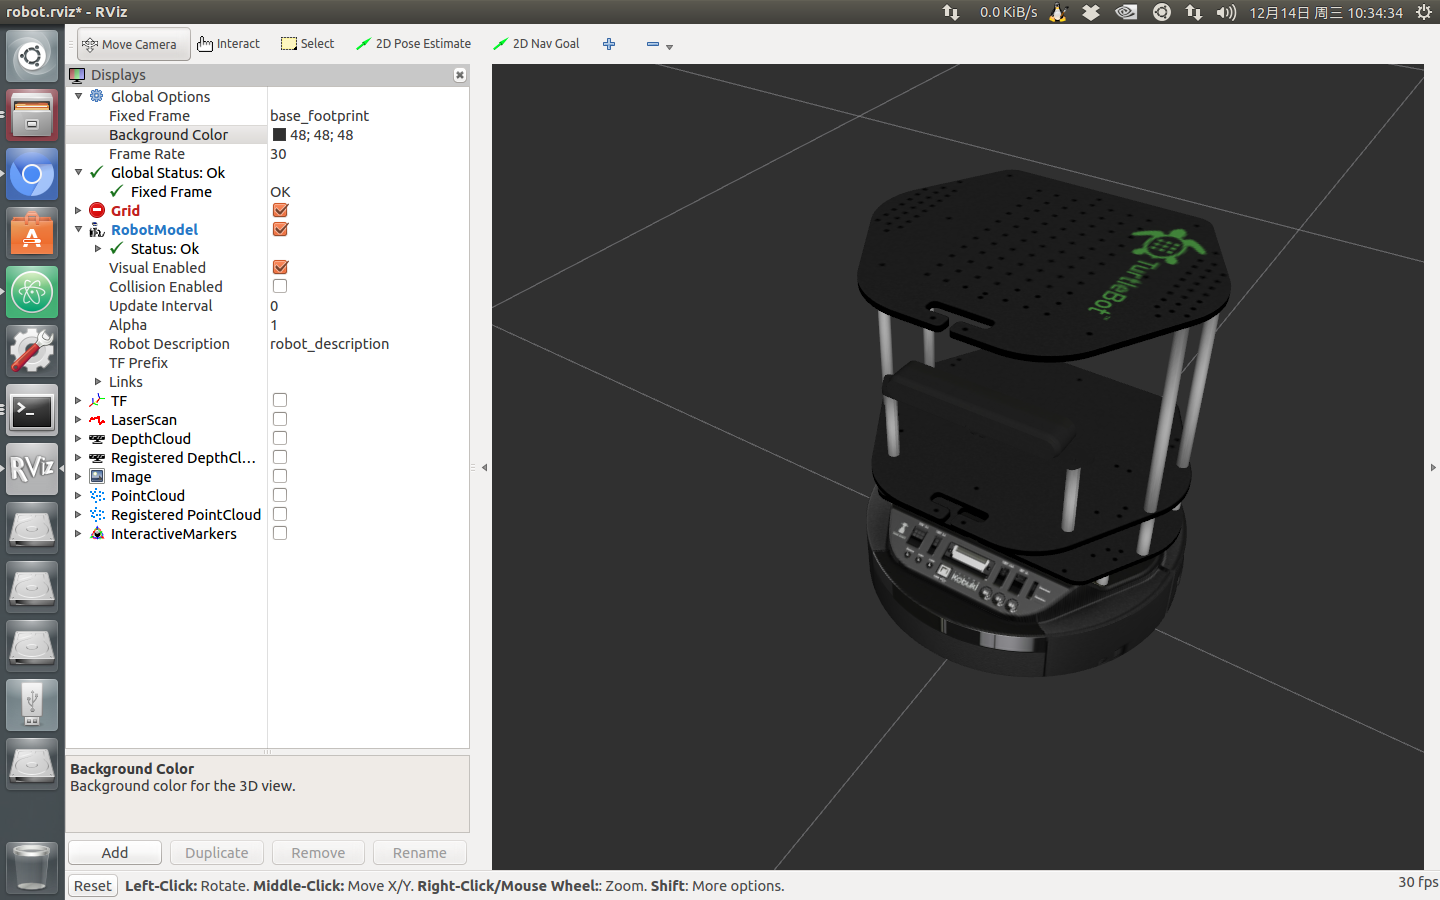 robot.rviz* - RViz
0.0 KiB/s
12月14日 周三 10:34:34
Move Camera
Interact
Select
2D Pose Estimate
2D Nav Goal
Displays
Global Options
Fixed Frame base_footprint
Background Color 48; 48; 48
Frame Rate 30
Global Status: Ok
Fixed Frame OK
Grid
RobotModel
Status: Ok
Visual Enabled
Collision Enabled
Update Interval 0
Alpha 1
Robot Description robot_description
TF Prefix
Links
TF
LaserScan
DepthCloud
Registered DepthCl...
Image
PointCloud
Registered PointCloud
InteractiveMarkers
RViz
TurtleBot
Kobuki
Background Color
Background color for the 3D view.
Add
Duplicate
Remove
Rename
Reset
Left-Click: Rotate. Middle-Click: Move X/Y. Right-Click/Mouse Wheel:: Zoom. Shift: More options.
30 fps